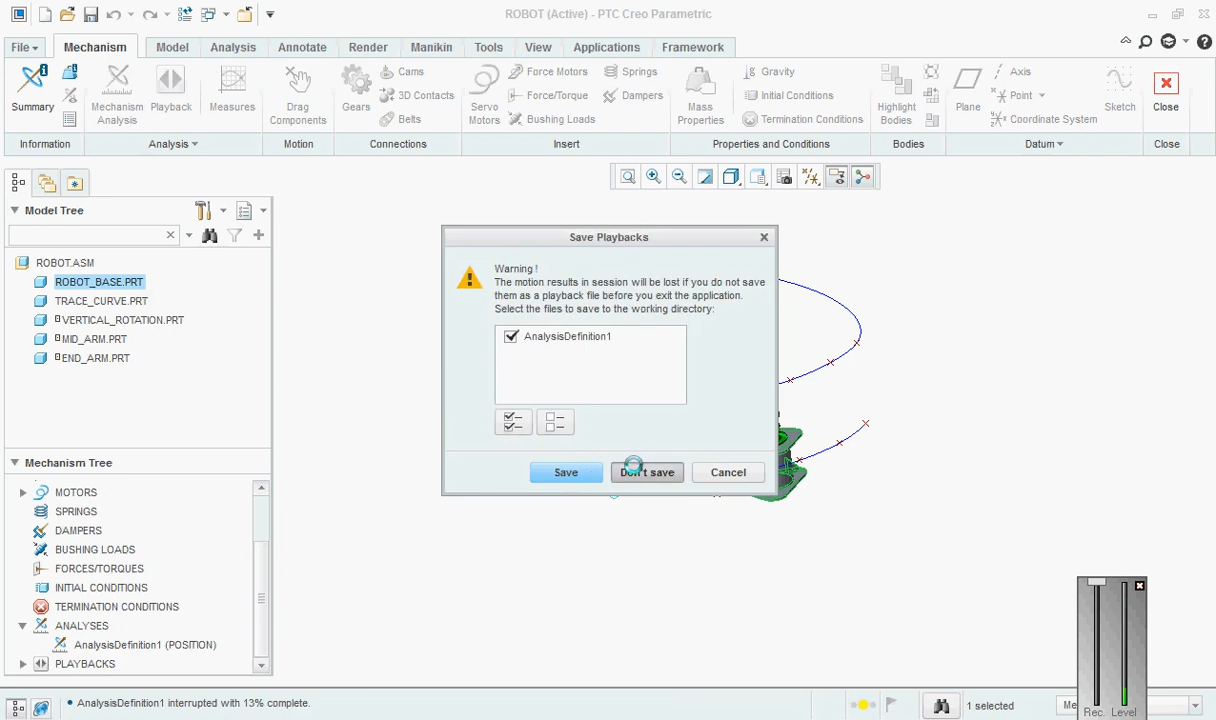 ROBOT (Active) - PTC Creo Parametric
File
Mechanism
Model
Analysis
Annotate
Render
Manikin
Tools
View
Applications
Framework
Summary
Mechanism Analysis
Playback
Measures
Drag Components
Gears
Cams
3D Contacts
Belts
Servo Motors
Force Motors
Force/Torque
Bushing Loads
Springs
Dampers
Mass Properties
Gravity
Initial Conditions
Termination Conditions
Highlight Bodies
Plane
Axis
Point
Coordinate System
Sketch
Close
Information
Analysis
Motion
Connections
Insert
Properties and Conditions
Bodies
Datum
Close
Model Tree
ROBOT.ASM
ROBOT_BASE.PRT
TRACE_CURVE.PRT
VERTICAL_ROTATION.PRT
MID_ARM.PRT
END_ARM.PRT
Mechanism Tree
MOTORS
SPRINGS
DAMPERS
BUSHING LOADS
FORCES/TORQUES
INITIAL CONDITIONS
TERMINATION CONDITIONS
ANALYSES
AnalysisDefinition1 (POSITION)
PLAYBACKS
Save Playbacks
Warning !
The motion results in session will be lost if you do not save
them as a playback file before you exit the application.
Select the files to save to the working directory:
AnalysisDefinition1
Save
Don't save
Cancel
• AnalysisDefinition1 interrupted with 13% complete.
1 selected
Me
Rec.
Level